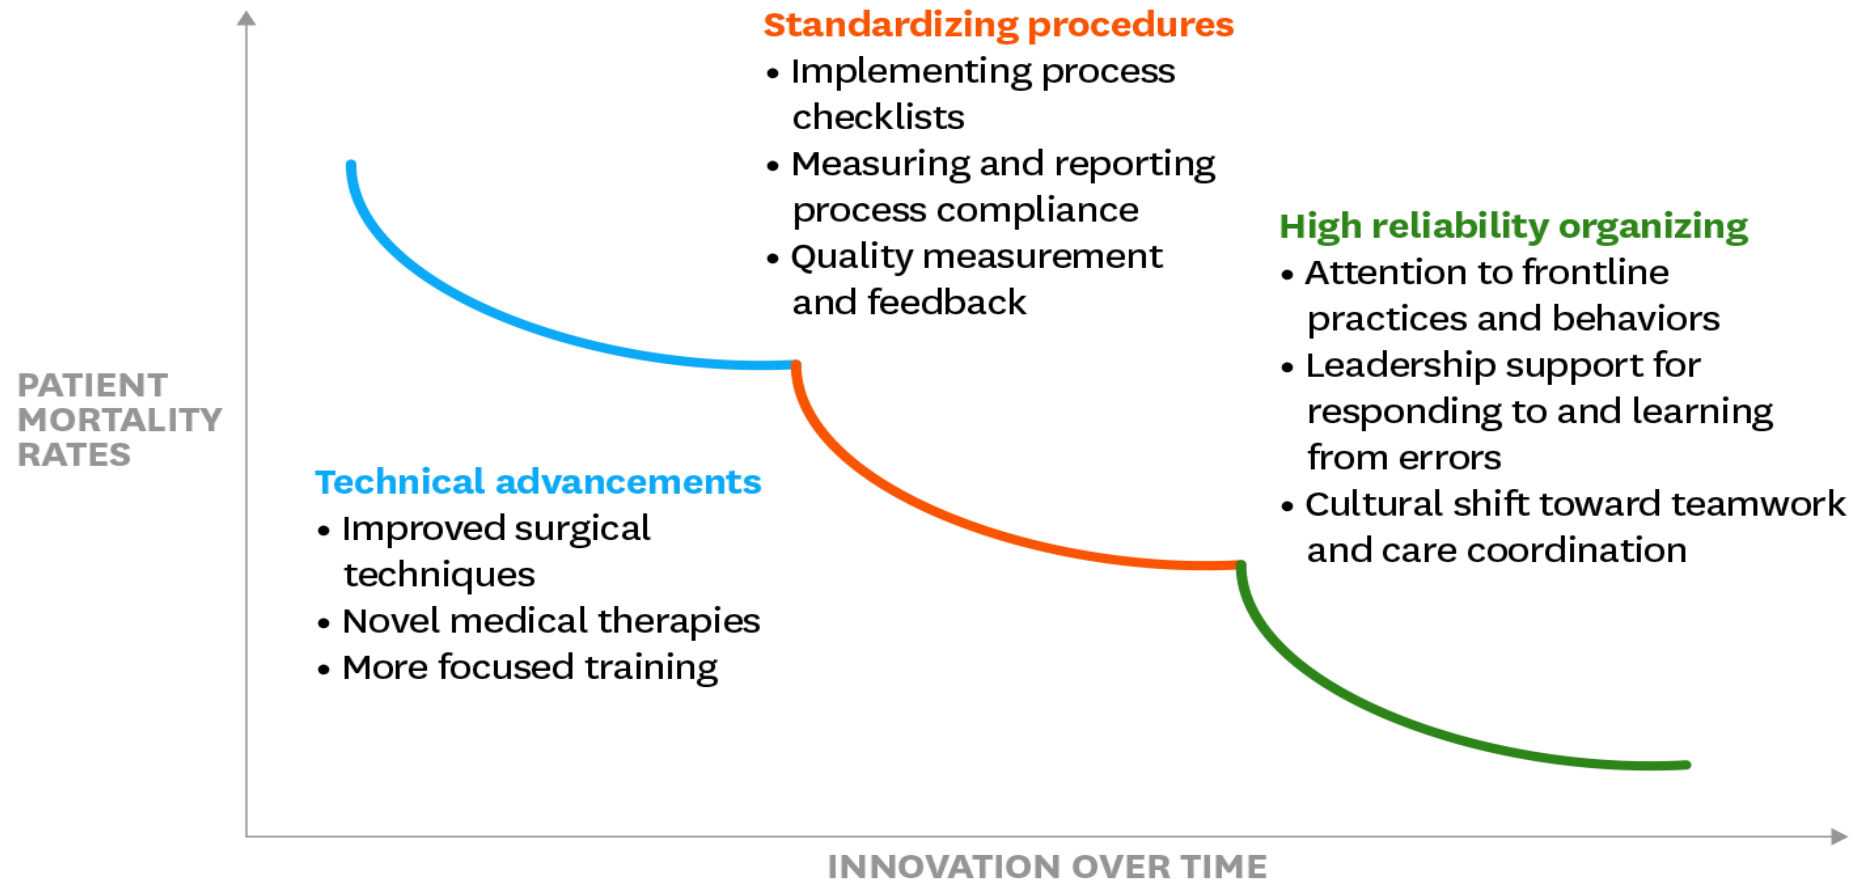 PATIENT
MORTALITY
RATES
Technical advancements
• Improved surgical
techniques
• Novel medical therapies
• More focused training
Standardizing procedures
• Implementing process
checklists
• Measuring and reporting
process compliance
• Quality measurement
and feedback
High reliability organizing
• Attention to frontline
practices and behaviors
• Leadership support for
responding to and learning
from errors
• Cultural shift toward teamwork
and care coordination
INNOVATION OVER TIME